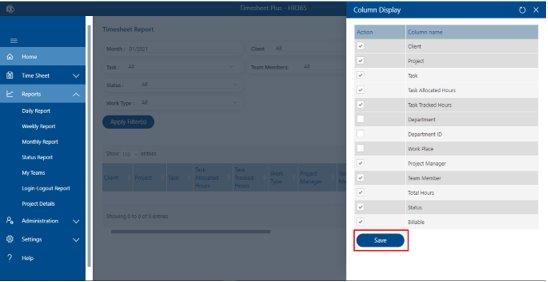 Timesheet Plus - HR365
Home
Time Sheet
Reports
Daily Report
Weekly Report
Monthly Report
Status Report
My Teams
Login-Logout Report
Project Details
Administration
Settings
Help
Timesheet Report
Month : 01/2021
Client All
Task : All
Team Members: All
Status : All
Work Type : All
Apply Filter(s)
Show 100 entries
Client Project Task Task Allocated Hours Task Tracked Hours Work Type Project Manager
Showing 0 to 0 of 0 entries
Column Display
Action Column name
Client
Project
Task
Task Allocated Hours
Task Tracked Hours
Department
Department ID
Work Place
Project Manager
Team Member
Total Hours
Status
Billable
Save